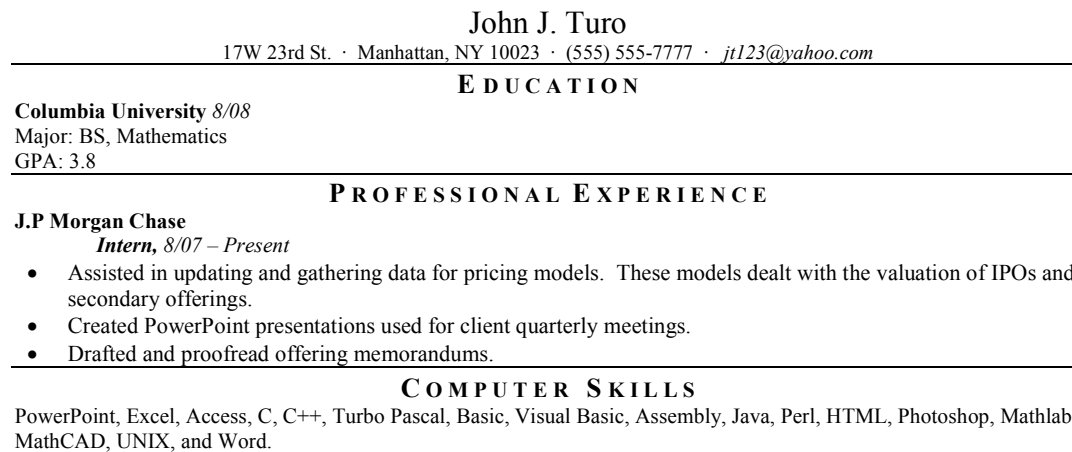 John J. Turo
17W 23rd St. · Manhattan, NY 10023 · (555) 555-7777 · jt123@yahoo.com
EDUCATION
Columbia University 8/08
Major: BS, Mathematics
GPA: 3.8
PROFESSIONAL EXPERIENCE
J.P Morgan Chase
Intern, 8/07 – Present
• Assisted in updating and gathering data for pricing models. These models dealt with the valuation of IPOs and
secondary offerings.
• Created PowerPoint presentations used for client quarterly meetings.
• Drafted and proofread offering memorandums.
COMPUTER SKILLS
PowerPoint, Excel, Access, C, C++, Turbo Pascal, Basic, Visual Basic, Assembly, Java, Perl, HTML, Photoshop, Mathlab
MathCAD, UNIX, and Word.